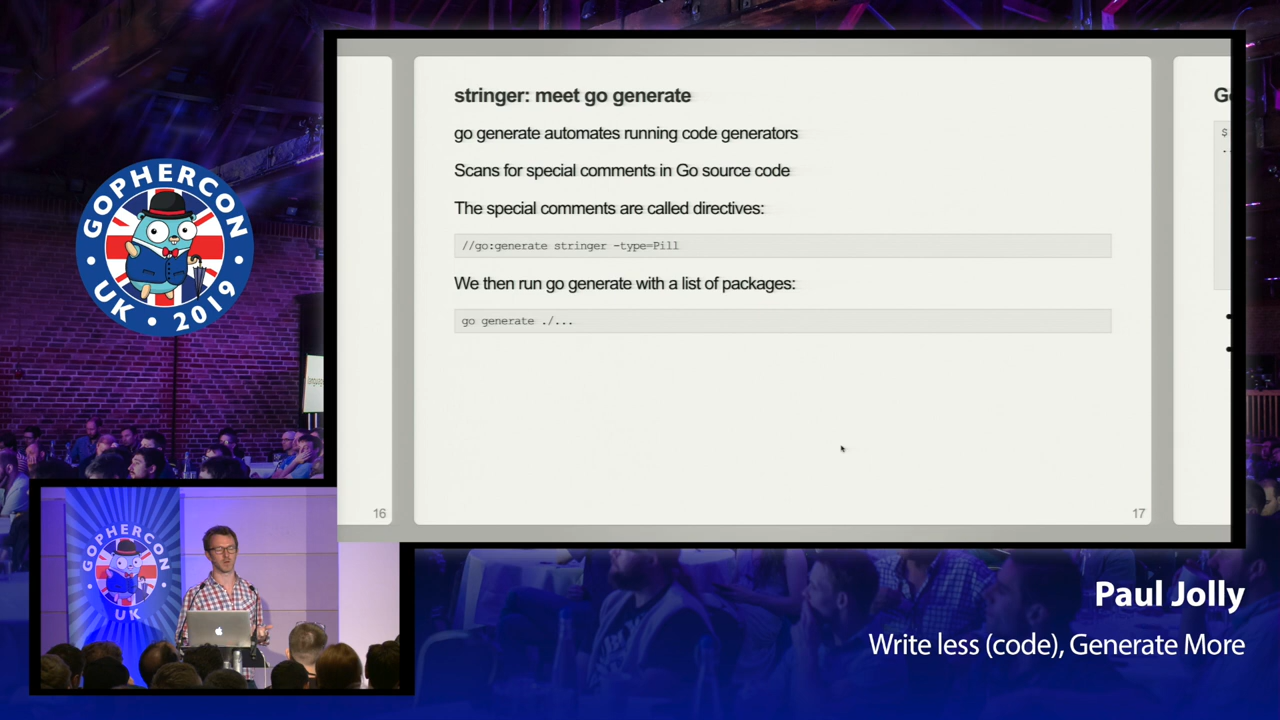 GOPHERCON
UK • 2019
stringer: meet go generate
go generate automates running code generators
Scans for special comments in Go source code
The special comments are called directives:
//go:generate stringer -type=Pill
We then run go generate with a list of packages:
go generate ./...
16
17
$
GOPHERCON
UK
Paul Jolly
Write less (code), Generate More